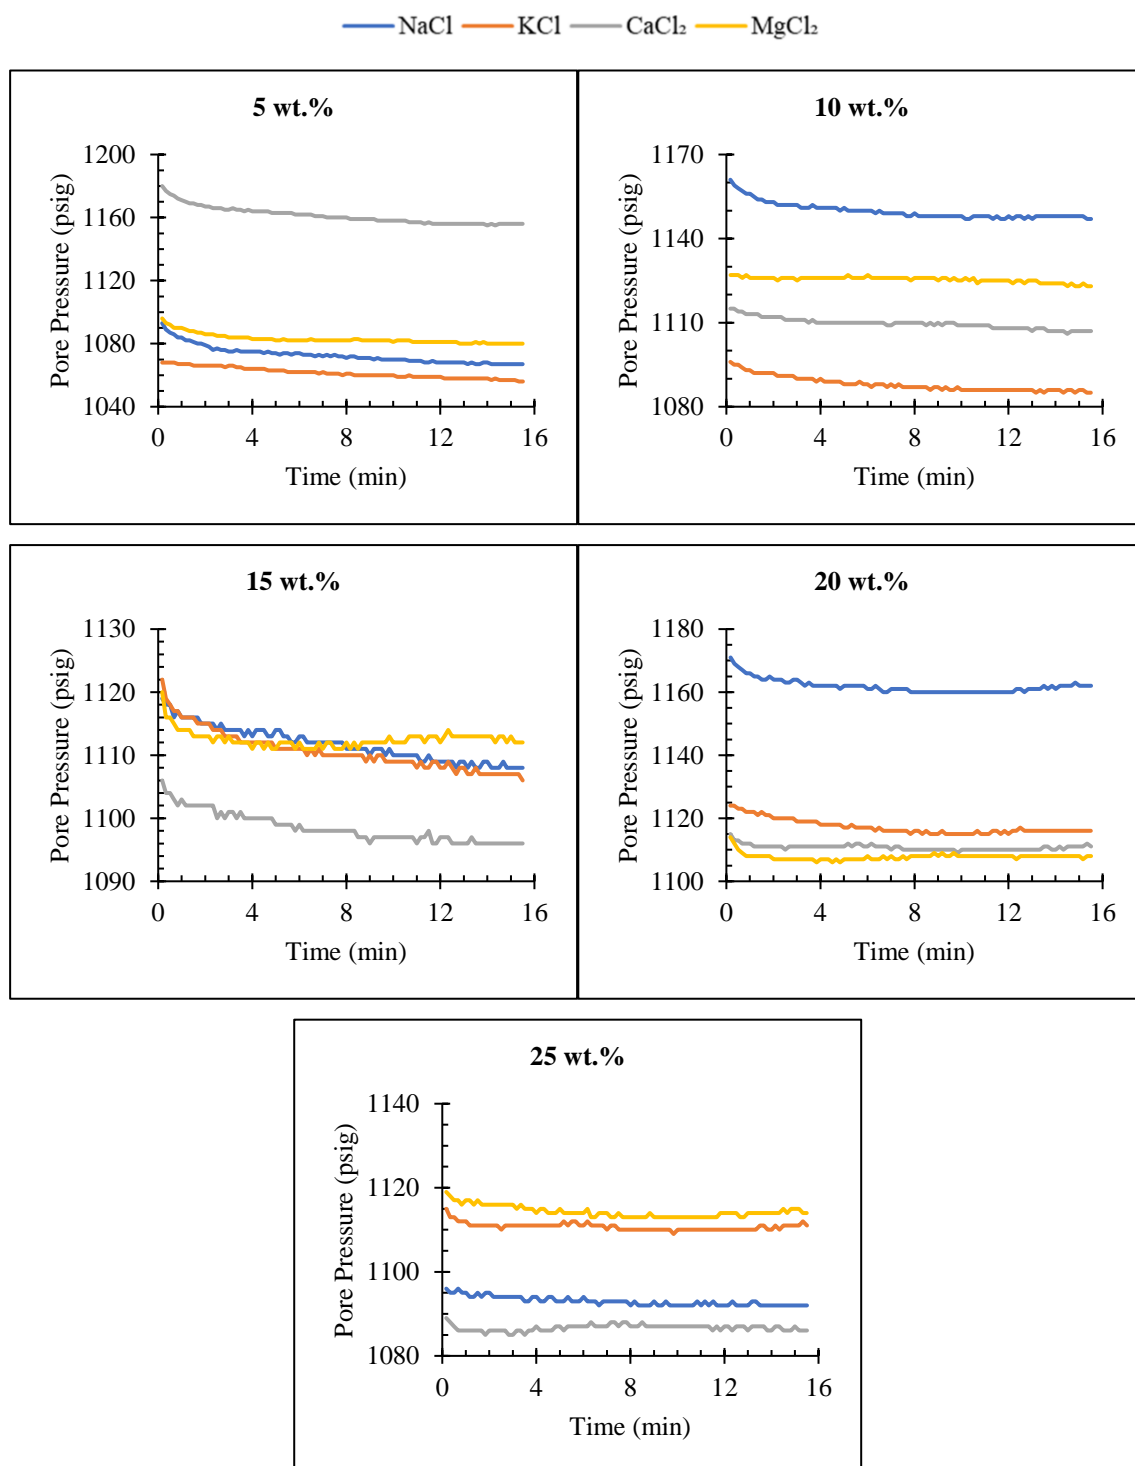 NaCl KCl CaCl₂ MgCl₂
5 wt.%
1200
1160
1120
1080
1040
Pore Pressure (psig)
0 4 8 12 16
Time (min)
10 wt.%
1170
1140
1110
1080
Pore Pressure (psig)
0 4 8 12 16
Time (min)
15 wt.%
1130
1120
1110
1100
1090
Pore Pressure (psig)
0 4 8 12 16
Time (min)
20 wt.%
1180
1160
1140
1120
1100
Pore Pressure (psig)
0 4 8 12 16
Time (min)
25 wt.%
1140
1120
1100
1080
Pore Pressure (psig)
0 4 8 12 16
Time (min)